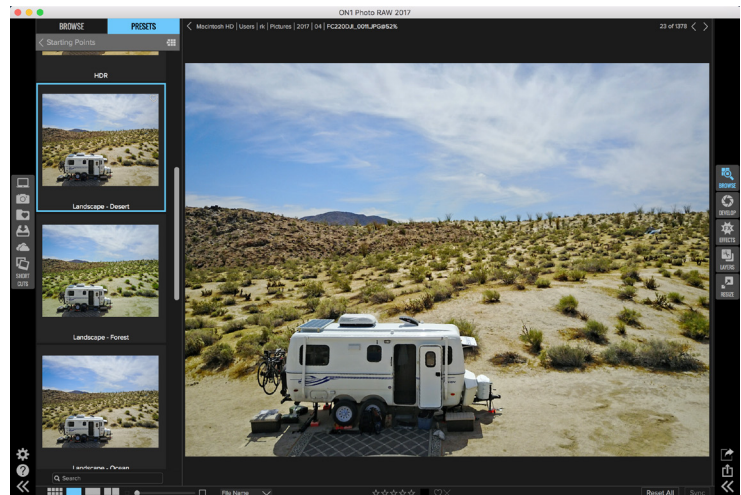 ON1 Photo RAW 2017
BROWSE
PRESETS
Macintosh HD | Users | rk | Pictures | 2017 | 04 | FC2200DJI_0011.JPG@52%
23 of 1378
Starting Points
HDR
Landscape - Desert
Landscape - Forest
Landscape - Ocean
SHORT
CUTS
Search
BROWSE
DEVELOP
EFFECTS
LAYERS
RESIZE
File Name
Reset All
Sync